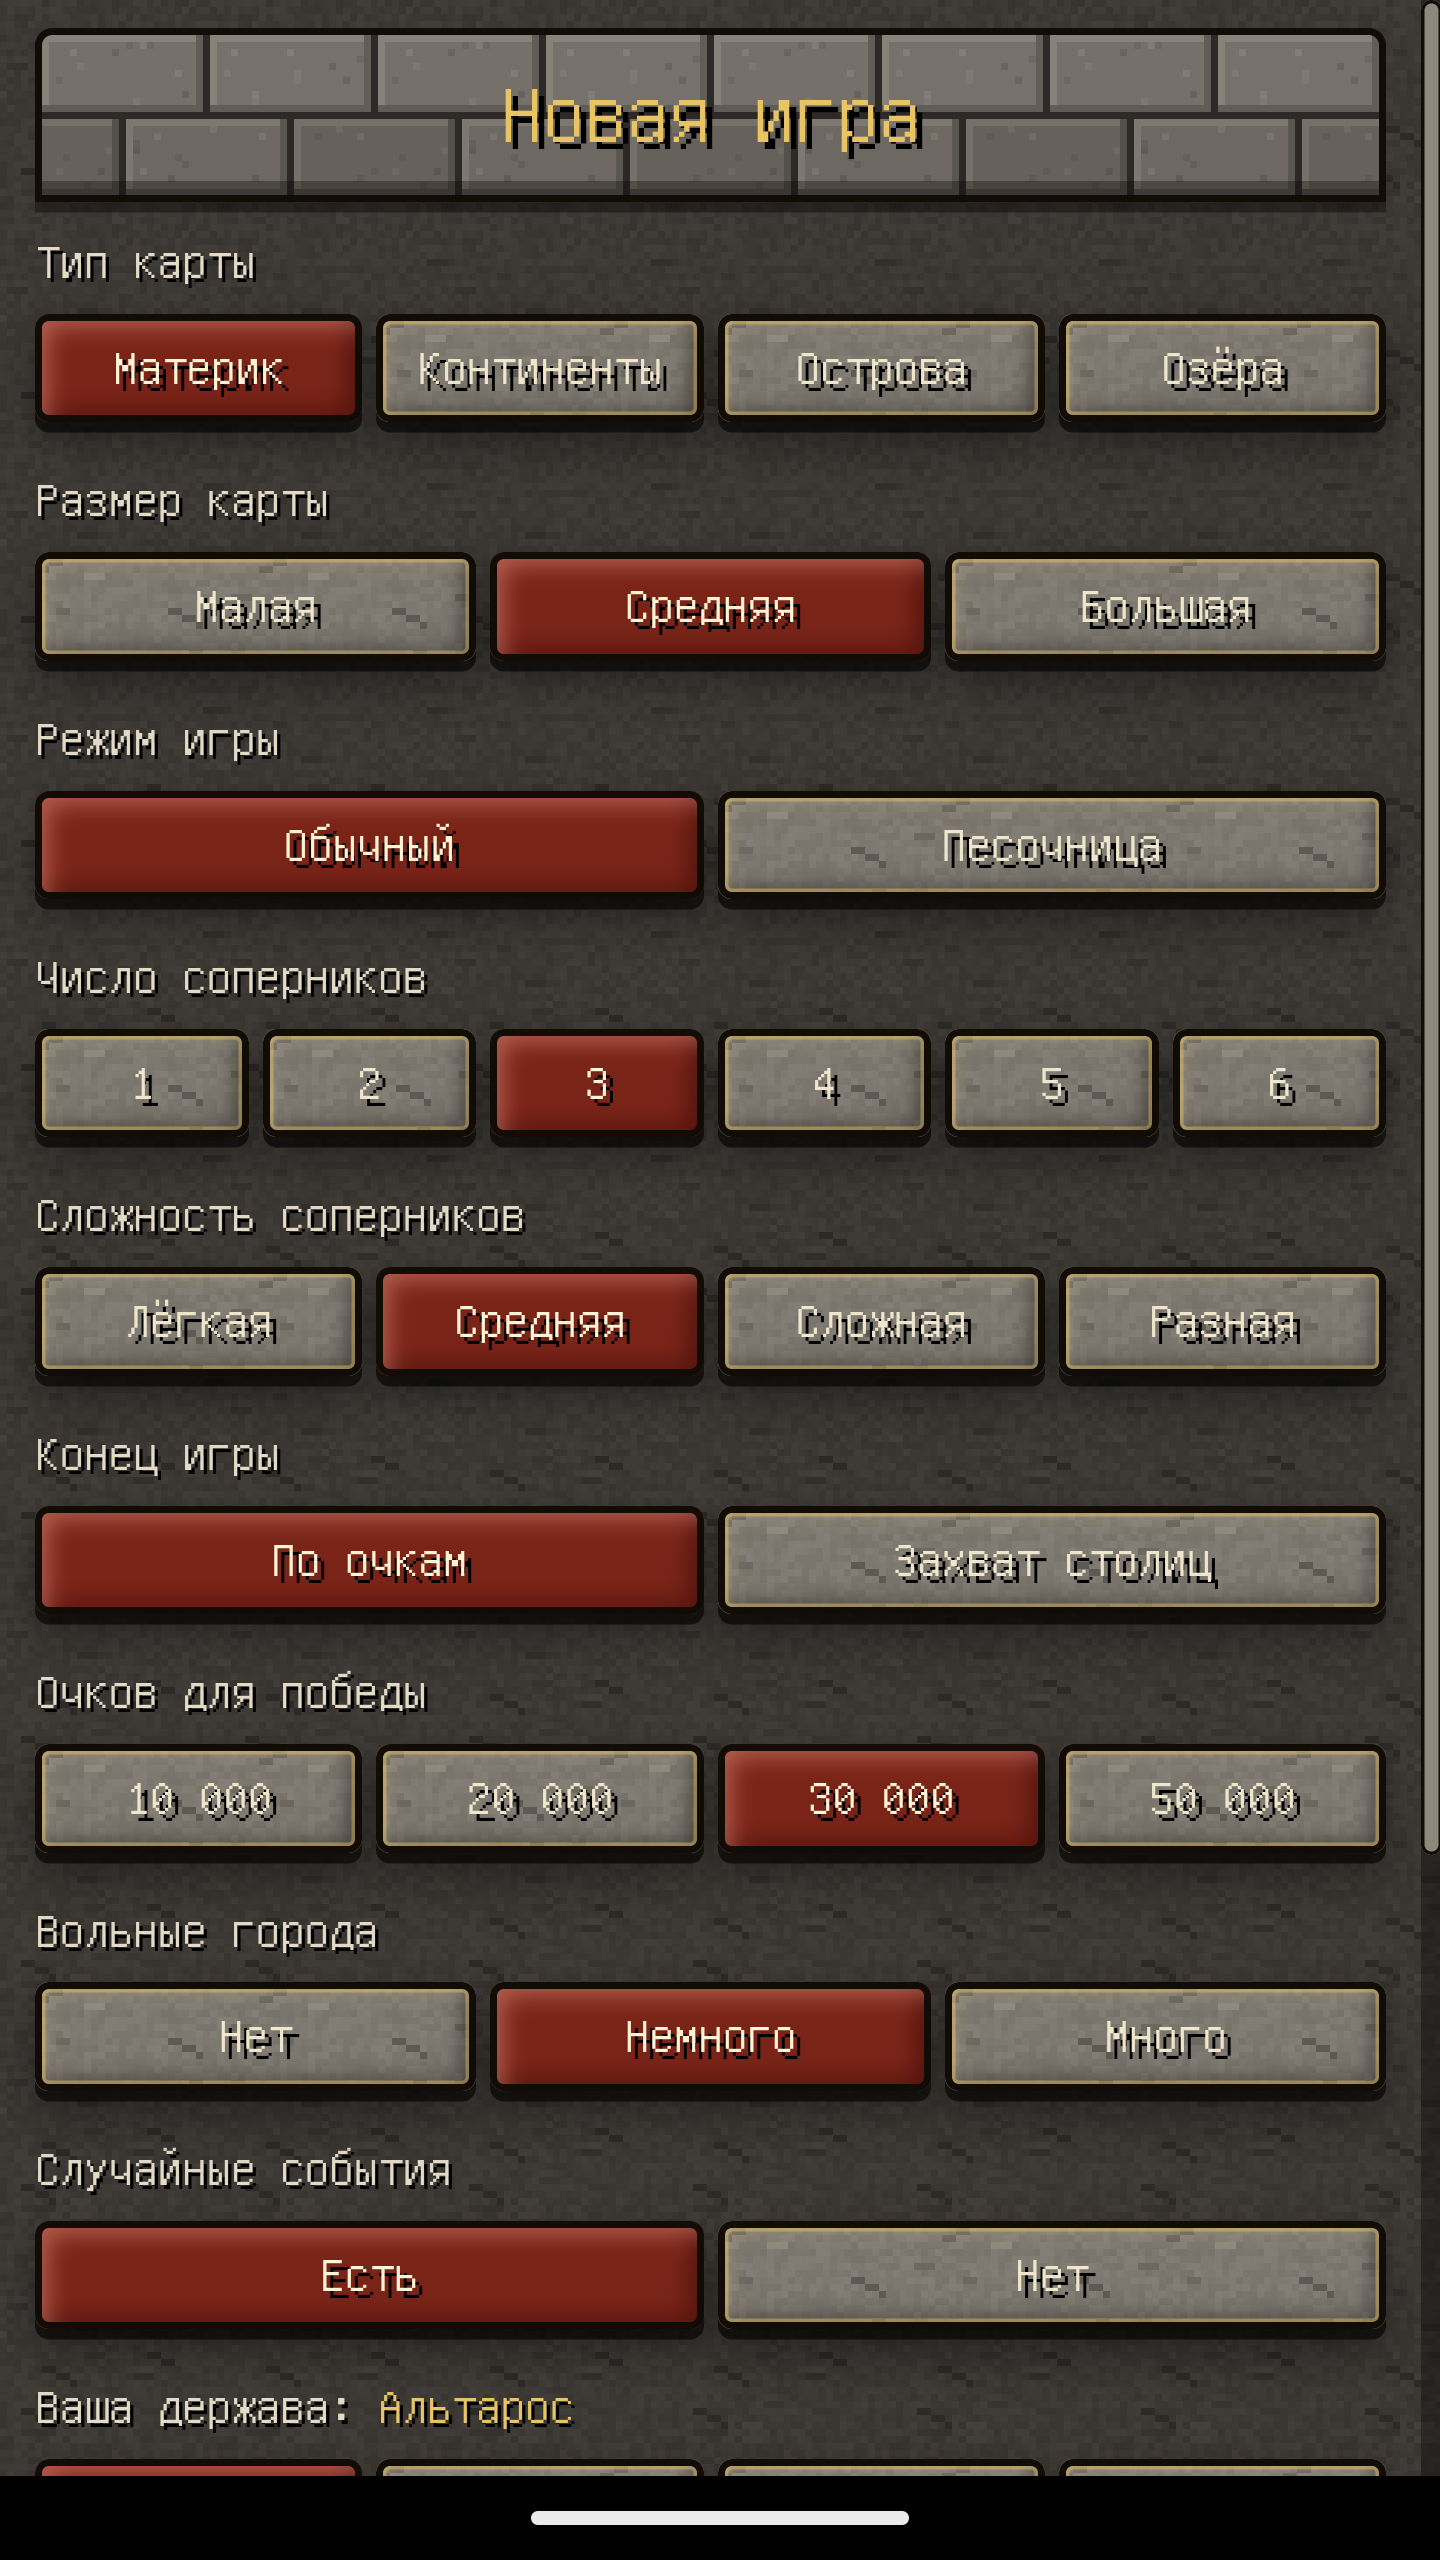 Новая игра
Тип карты
Материк Континенты Острова Озёра
Размер карты
Малая Средняя Большая
Режим игры
Обычный Песочница
Число соперников
1 2 3 4 5 6
Сложность соперников
Лёгкая Средняя Сложная Разная
Конец игры
По очкам Захват столиц
Очков для победы
10 000 20 000 30 000 50 000
Вольные города
Нет Немного Много
Случайные события
Есть Нет
Ваша держава: Альтарос